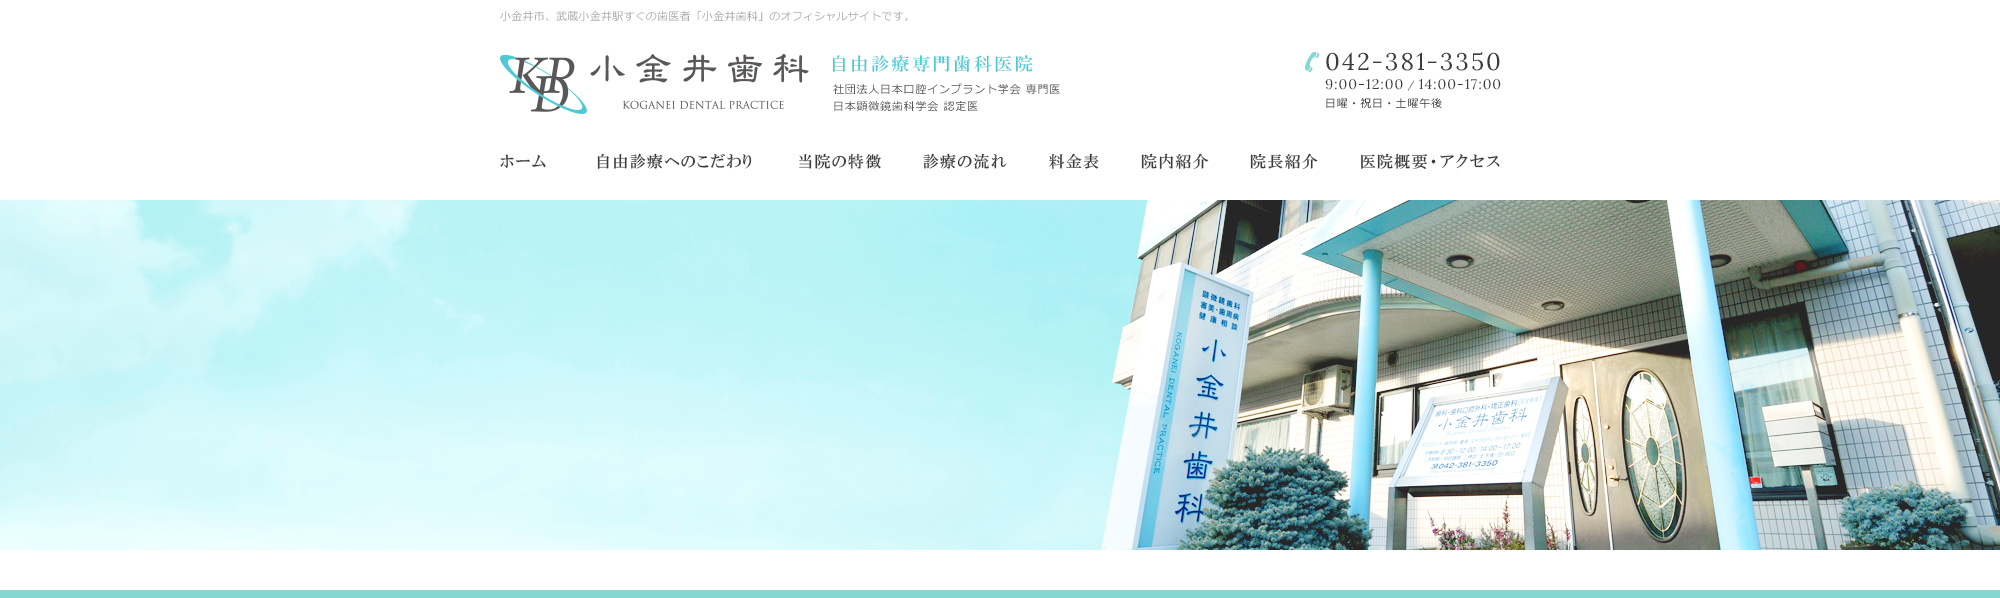 小金井市、武蔵小金井駅すぐの歯医者「小金井歯科」のオフィシャルサイトです。
KDP
小金井歯科
KOGANEI DENTAL PRACTICE
自由診療専門歯科医院
社団法人日本口腔インプラント学会 専門医
日本顕微鏡歯科学会 認定医
042-381-3350
9:00-12:00 / 14:00-17:00
日曜・祝日・土曜午後
ホーム
自由診療へのこだわり
当院の特徴
診療の流れ
料金表
院内紹介
院長紹介
医院概要・アクセス
顕微鏡歯科
審美・歯周病
健康相談
小金井歯科
KOGANEI DENTAL PRACTICE
歯科・歯科口腔外科・矯正歯科
小金井歯科
8:30~12:00 14:00~17:00
042-381-3350